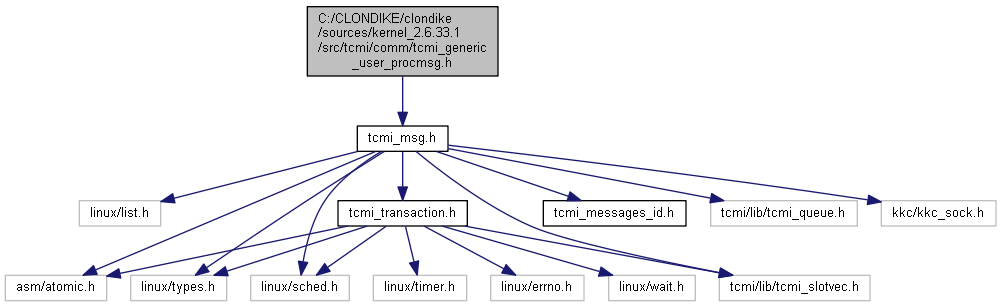 C:/CLONDIKE/clondike
/sources/kernel_2.6.33.1
/src/tcmi/comm/tcmi_generic
_user_procmsg.h
tcmi_msg.h
linux/list.h
tcmi_transaction.h
tcmi_messages_id.h
tcmi/lib/tcmi_queue.h
kkc/kkc_sock.h
asm/atomic.h
linux/types.h
linux/sched.h
linux/timer.h
linux/errno.h
linux/wait.h
tcmi/lib/tcmi_slotvec.h